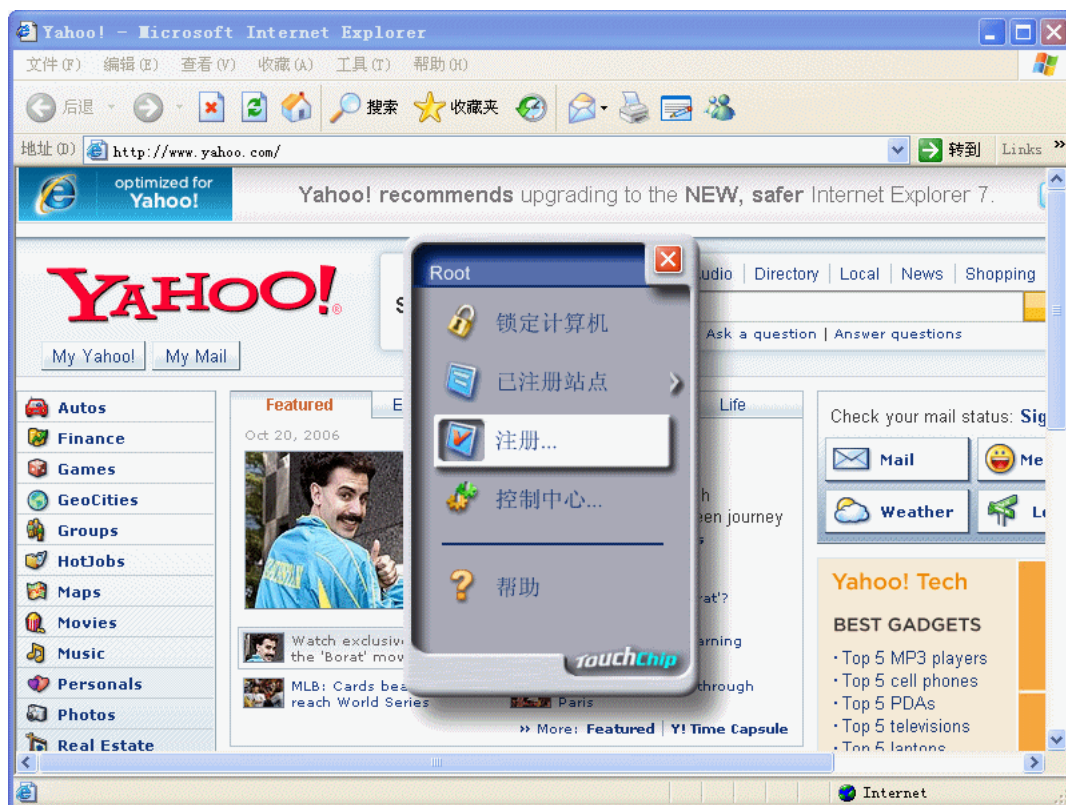 Yahoo! - Microsoft Internet Explorer
文件(F) 编辑(E) 查看(V) 收藏(A) 工具(T) 帮助(H)
后退 搜索 收藏夹
地址(D) http://www.yahoo.com/ 转到 Links »
optimized for
Yahoo!
Yahoo! recommends upgrading to the NEW, safer Internet Explorer 7.
YAHOO!
My Yahoo! My Mail
Directory | Local | News | Shopping
Ask a question | Answer questions
Root
锁定计算机
已注册站点
注册...
控制中心...
帮助
TouchChip
Autos
Finance
Games
GeoCities
Groups
HotJobs
Maps
Movies
Music
Personals
Photos
Real Estate
Featured
Life
Oct 20, 2006
journey
Watch
the 'Borat'
MLB: Cards
reach World Series
Paris
through
» More: Featured | Y! Time Capsule
Check your mail status:
Mail
Weather
Yahoo! Tech
BEST GADGETS
· Top 5 MP3 players
· Top 5 cell phones
· Top 5 PDAs
· Top 5 televisions
· Top 5 laptops
Internet